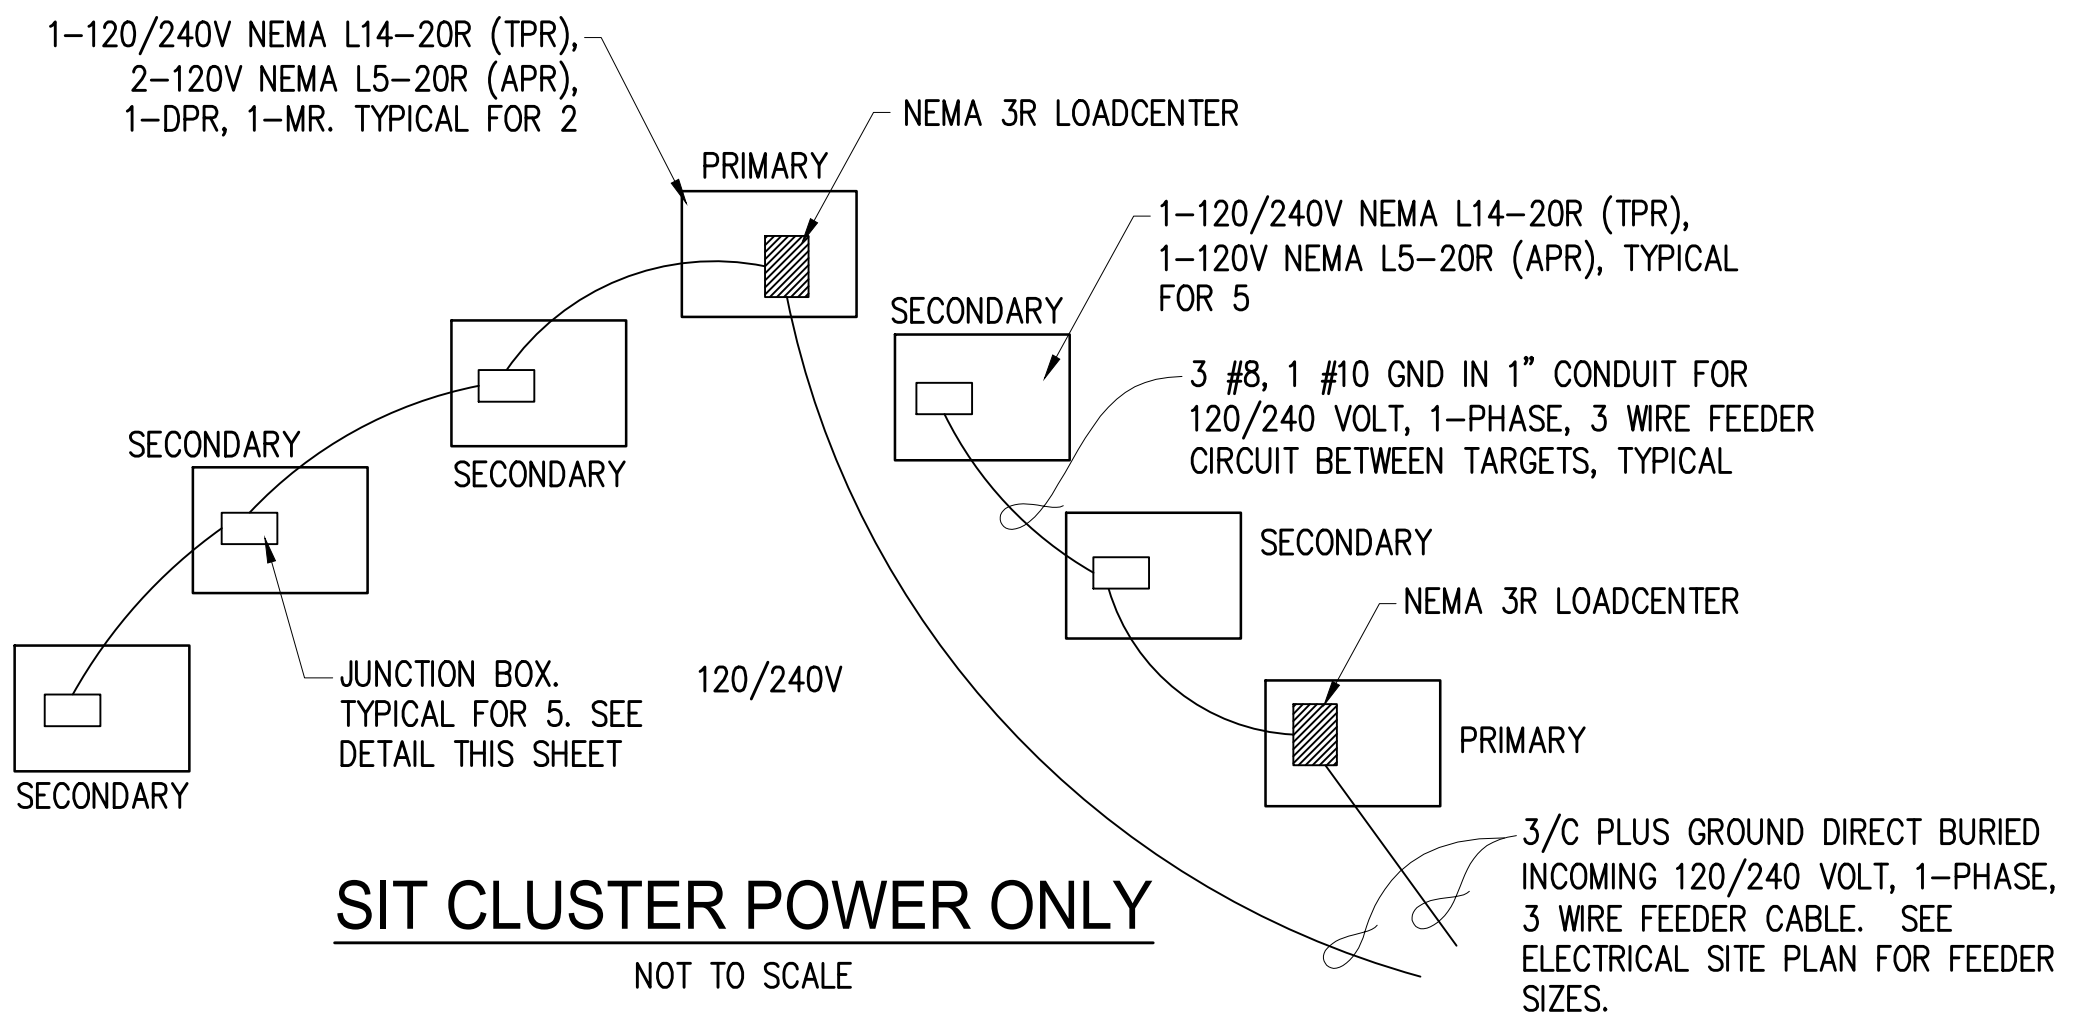 1-120/240V NEMA L14-20R (TPR),
2-120V NEMA L5-20R (APR),
1-DPR, 1-MR. TYPICAL FOR 2
NEMA 3R LOADCENTER
PRIMARY
1-120/240V NEMA L14-20R (TPR),
1-120V NEMA L5-20R (APR), TYPICAL
FOR 5
SECONDARY
3 #8, 1 #10 GND IN 1" CONDUIT FOR
120/240 VOLT, 1-PHASE, 3 WIRE FEEDER
CIRCUIT BETWEEN TARGETS, TYPICAL
SECONDARY
SECONDARY
SECONDARY
NEMA 3R LOADCENTER
JUNCTION BOX.
TYPICAL FOR 5. SEE
DETAIL THIS SHEET
120/240V
PRIMARY
SECONDARY
3/C PLUS GROUND DIRECT BURIED
INCOMING 120/240 VOLT, 1-PHASE,
3 WIRE FEEDER CABLE. SEE
ELECTRICAL SITE PLAN FOR FEEDER
SIZES.
SIT CLUSTER POWER ONLY
NOT TO SCALE